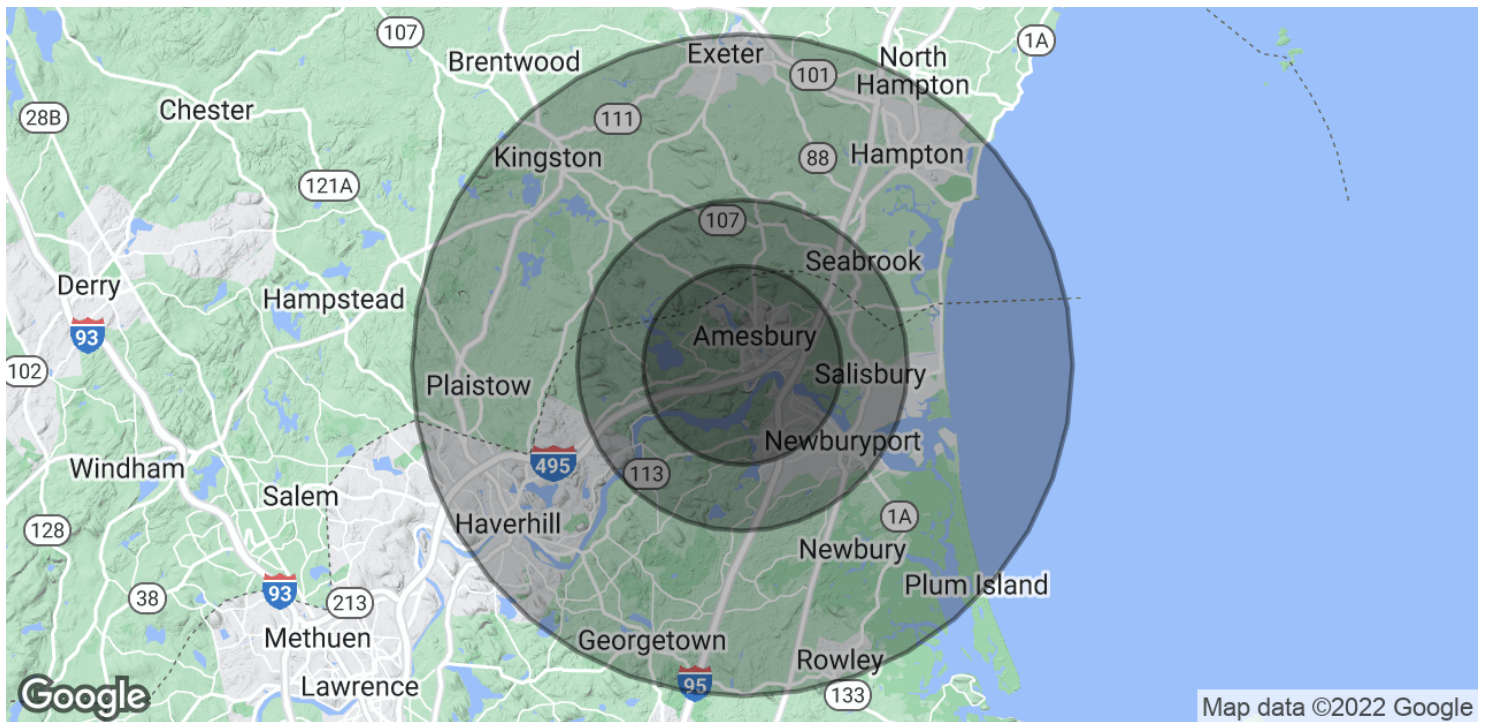 107
1A
Brentwood
Exeter
North
Hampton
101
Chester
28B
111
Kingston
88
Hampton
121A
107
Seabrook
Derry
Hampstead
93
Amesbury
102
Plaistow
Salisbury
Newburyport
Windham
495
113
Salem
128
Haverhill
1A
Newbury
Plum Island
93
38
213
Methuen
Georgetown
Rowley
Lawrence
95
133
Google
Map data ©2022 Google